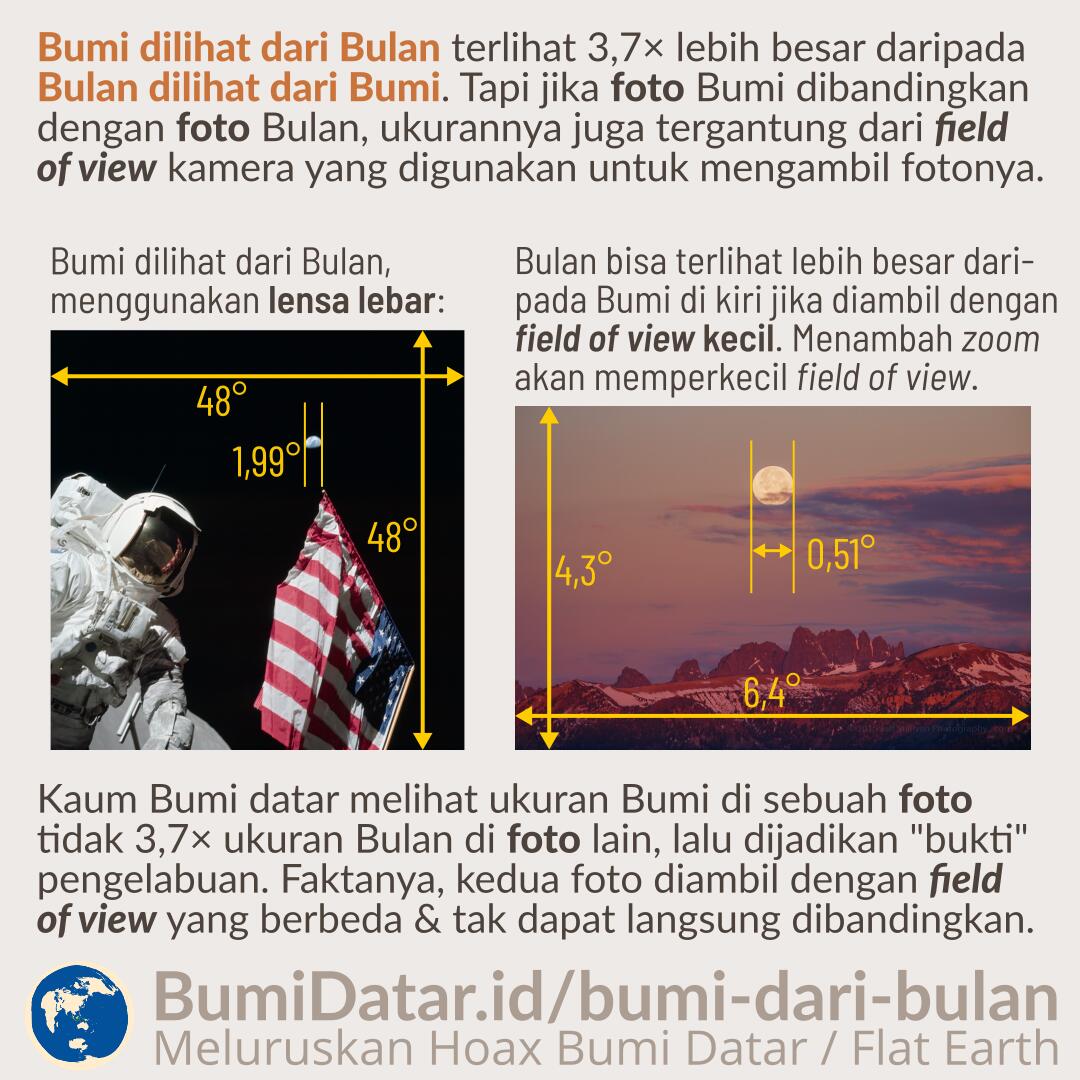 Bumi dilihat dari Bulan terlihat 3,7× lebih besar daripada
Bulan dilihat dari Bumi. Tapi jika foto Bumi dibandingkan
dengan foto Bulan, ukurannya juga tergantung dari field
of view kamera yang digunakan untuk mengambil fotonya.
Bumi dilihat dari Bulan,
menggunakan lensa lebar:
48°
1,99°
48°
Bulan bisa terlihat lebih besar dari-
pada Bumi di kiri jika diambil dengan
field of view kecil. Menambah zoom
akan memperkecil field of view.
4,3°
0,51°
6,4°
Kaum Bumi datar melihat ukuran Bumi di sebuah foto
tidak 3,7× ukuran Bulan di foto lain, lalu dijadikan "bukti"
pengelabuan. Faktanya, kedua foto diambil dengan field
of view yang berbeda & tak dapat langsung dibandingkan.
BumiDatar.id/bumi-dari-bulan
Meluruskan Hoax Bumi Datar / Flat Earth